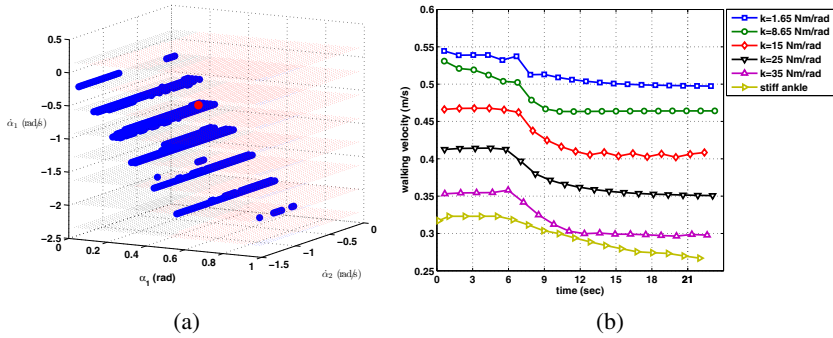 0.5
0
−0.5
−1
−1.5
−2
−2.5
α̇₁ (rad/s)
0
0.2
0.4
0.6
0.8
1
α₁ (rad)
−1.5
−1
−0.5
0
α̇₂ (rad/s)
(a)
0.6
0.55
0.5
0.45
0.4
0.35
0.3
0.25
walking velocity (m/s)
0
3
6
9
12
15
18
21
time (sec)
k=1.65 Nm/rad
k=8.65 Nm/rad
k=15 Nm/rad
k=25 Nm/rad
k=35 Nm/rad
stiff ankle
(b)